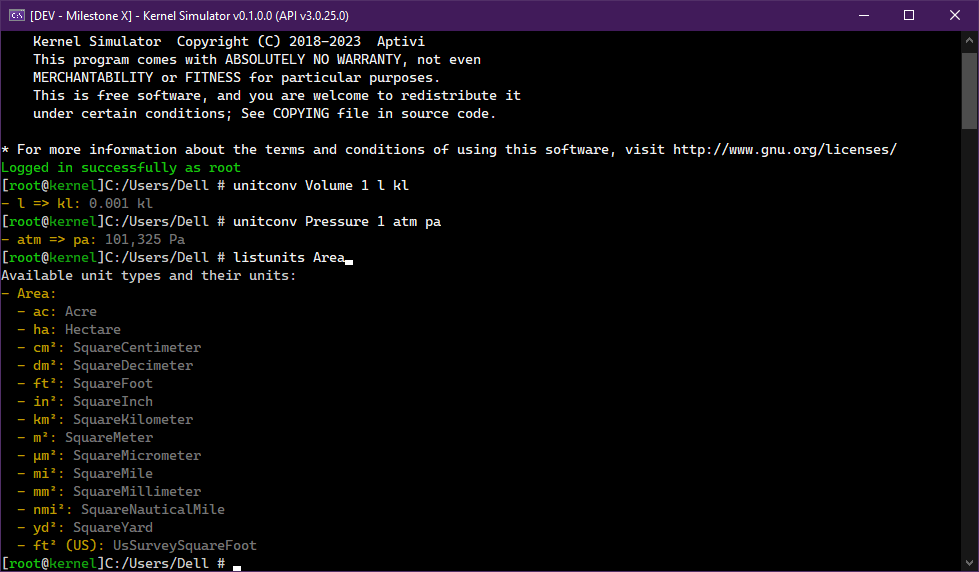 [DEV - Milestone X] - Kernel Simulator v0.1.0.0 (API v3.0.25.0)
Kernel Simulator  Copyright (C) 2018-2023  Aptivi
This program comes with ABSOLUTELY NO WARRANTY, not even
MERCHANTABILITY or FITNESS for particular purposes.
This is free software, and you are welcome to redistribute it
under certain conditions; See COPYING file in source code.
* For more information about the terms and conditions of using this software, visit http://www.gnu.org/licenses/
Logged in successfully as root
[root@kernel]C:/Users/Dell # unitconv Volume 1 l kl
- l => kl: 0.001 kl
[root@kernel]C:/Users/Dell # unitconv Pressure 1 atm pa
- atm => pa: 101,325 Pa
[root@kernel]C:/Users/Dell # listunits Area
Available unit types and their units:
- Area:
- ac: Acre
- ha: Hectare
- cm²: SquareCentimeter
- dm²: SquareDecimeter
- ft²: SquareFoot
- in²: SquareInch
- km²: SquareKilometer
- m²: SquareMeter
- µm²: SquareMicrometer
- mi²: SquareMile
- mm²: SquareMillimeter
- nmi²: SquareNauticalMile
- yd²: SquareYard
- ft² (US): UsSurveySquareFoot
[root@kernel]C:/Users/Dell #